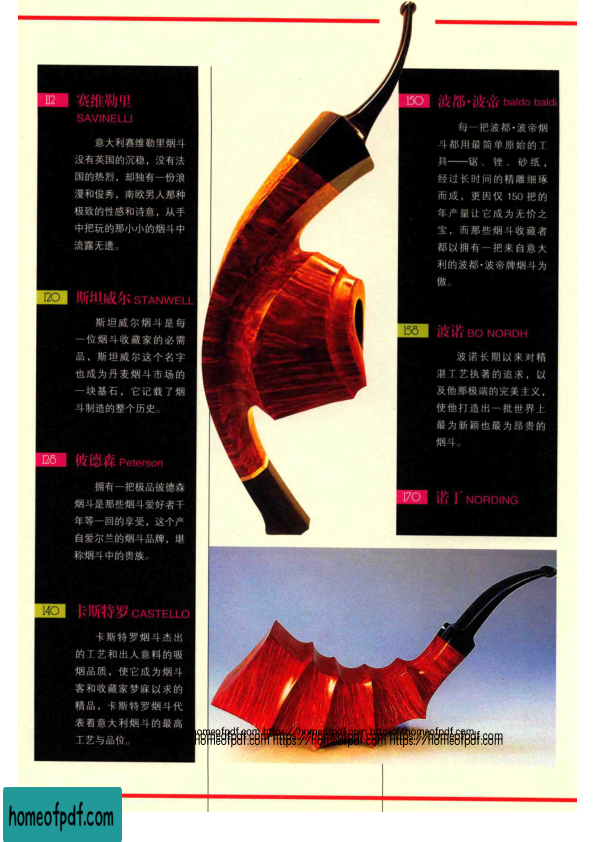 112 赛维勒里
SAVINELLI
意大利赛维勒里烟斗
没有英国的沉稳，没有法
国的热烈，却独有一份浪
漫和俊秀，南欧男人那种
极致的性感和诗意，从手
中把玩的那小小的烟斗中
流露无遗。
120 斯坦威尔 STANWELL
斯坦威尔烟斗是每
一位烟斗收藏家的必需
品，斯坦威尔这个名字
也成为丹麦烟斗市场的
一块基石，它记载了烟
斗制造的整个历史。
128 彼德森 Peterson
拥有一把极品彼德森
烟斗是那些烟斗爱好者千
年等一回的享受，这个产
自爱尔兰的烟斗品牌，堪
称烟斗中的贵族。
140 卡斯特罗 CASTELLO
卡斯特罗烟斗杰出
的工艺和出人意料的吸
烟品质，使它成为烟斗
客和收藏家梦寐以求的
精品，卡斯特罗烟斗代
表着意大利烟斗的最高
工艺与品位。
150 波都·波帝 baldo baldi
每一把波都·波帝烟
斗都用最简单原始的工
具——锯、锉、砂纸，
经过长时间的精雕细琢
而成，更因仅 150 把的
年产量让它成为无价之
宝，而那些烟斗收藏者
都以拥有一把来自意大
利的波都·波帝牌烟斗为
傲。
158 波诺 BO NORDH
波诺长期以来对精
湛工艺执著的追求，以
及他那极端的完美主义，
使他打造出一批世界上
最为新颖也最为昂贵的
烟斗。
170 诺丁 NORDING
homeofpdf.com https://homeofpdf.com https://homeofpdf.com
homeofpdf.com https://homeofpdf.com https://homeofpdf.com
homeofpdf.com